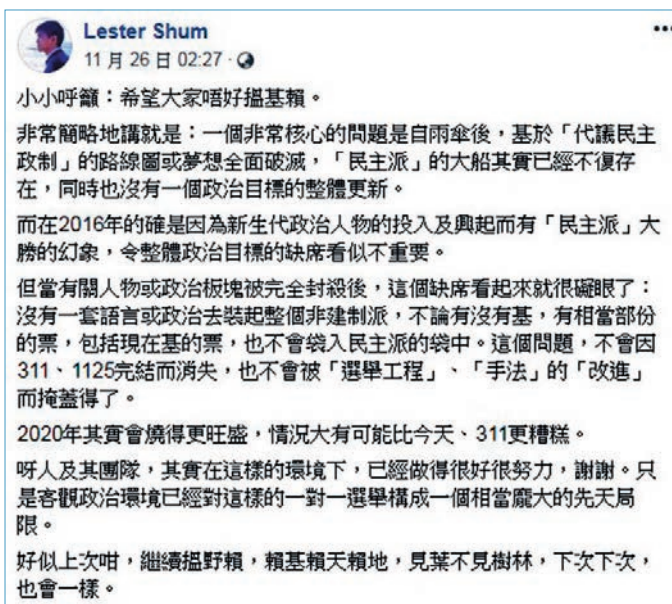 Lester Shum
11 月 26 日 02:27 ·
小小呼籲：希望大家唔好搵基賴。
非常簡略地講就是：一個非常核心的問題是自雨傘後，基於「代議民主
政制」的路線圖或夢想全面破滅，「民主派」的大船其實已經不復存
在，同時也沒有一個政治目標的整體更新。
而在2016年的確是因為新生代政治人物的投入及興起而有「民主派」大
勝的幻象，令整體政治目標的缺席看似不重要。
但當有關人物或政治板塊被完全封殺後，這個缺席看起來就很礙眼了：
沒有一套語言或政治去裝起整個非建制派，不論有沒有基，有相當部份
的票，包括現在基的票，也不會袋入民主派的袋中。這個問題，不會因
311、1125完結而消失，也不會被「選舉工程」、「手法」的「改進」
而掩蓋得了。
2020年其實會燒得更旺盛，情況大有可能比今天、311更糟糕。
呀人及其團隊，其實在這樣的環境下，已經做得很好很努力，謝謝。只
是客觀政治環境已經對這樣的一對一選舉構成一個相當龐大的先天局
限。
好似上次咁，繼續搵野賴，賴基賴天賴地，見葉不見樹林，下次下次，
也會一樣。